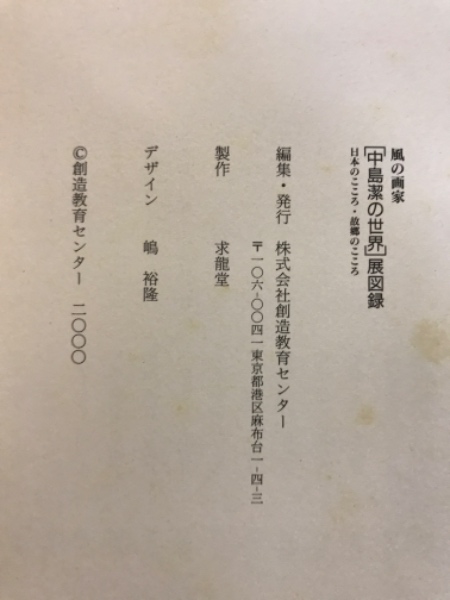 風の画家
[中島潔の世界]展図録
日本のこころ・故郷のこころ
編集・発行　株式会社創造教育センター
〒一〇六-〇〇四一東京都港区麻布台一-四-三
製作　求龍堂
デザイン　嶋　裕隆
©創造教育センター　二〇〇〇